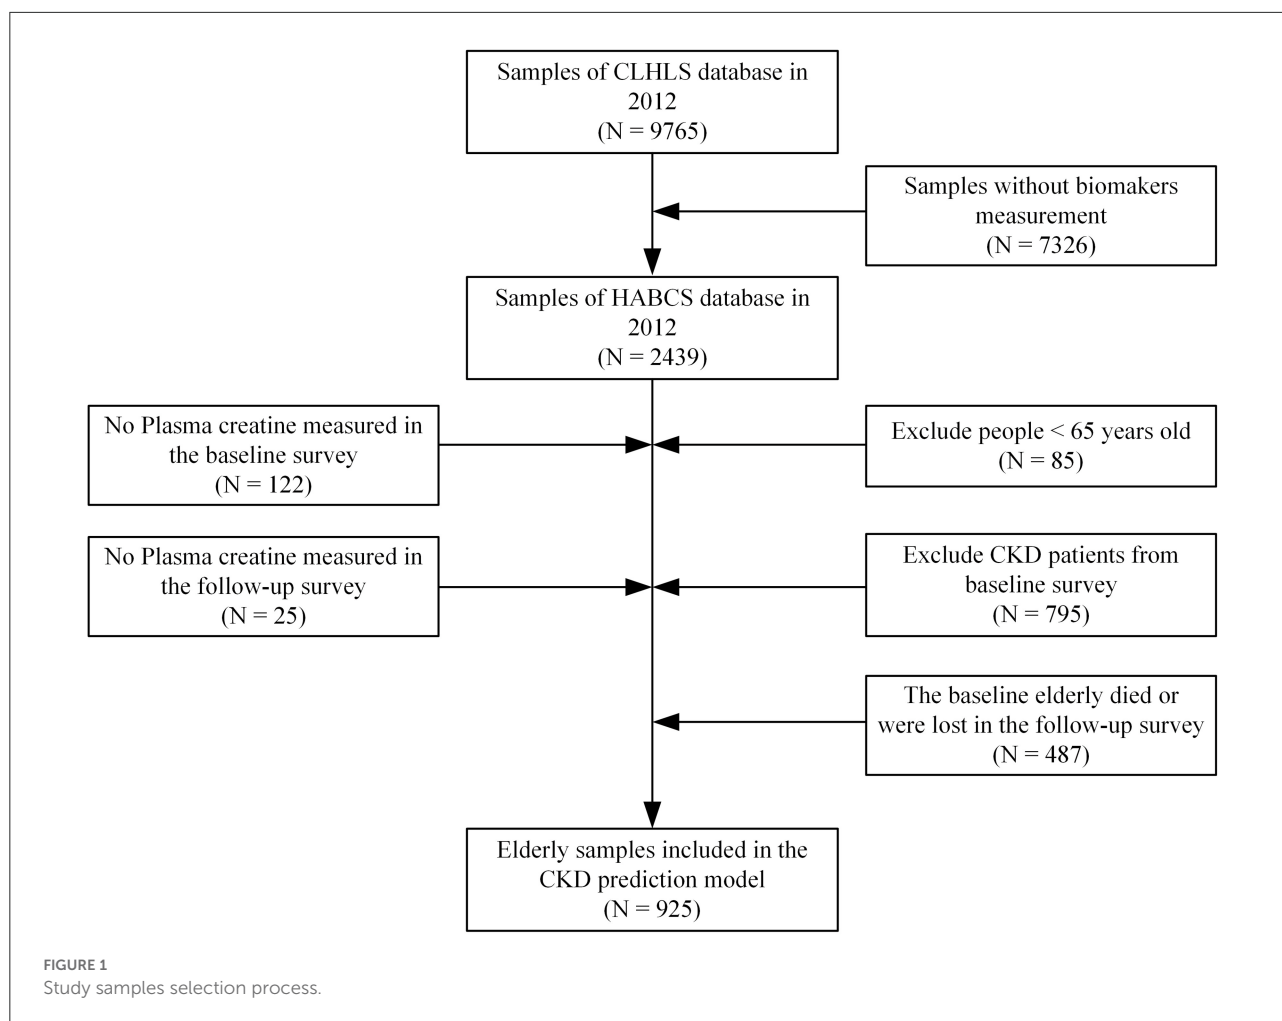 Samples of CLHLS database in
2012
(N = 9765)
Samples without biomakers
measurement
(N = 7326)
Samples of HABCS database in
2012
(N = 2439)
No Plasma creatine measured in
the baseline survey
(N = 122)
Exclude people < 65 years old
(N = 85)
No Plasma creatine measured in
the follow-up survey
(N = 25)
Exclude CKD patients from
baseline survey
(N = 795)
The baseline elderly died or
were lost in the follow-up survey
(N = 487)
Elderly samples included in the
CKD prediction model
(N = 925)
FIGURE 1
Study samples selection process.